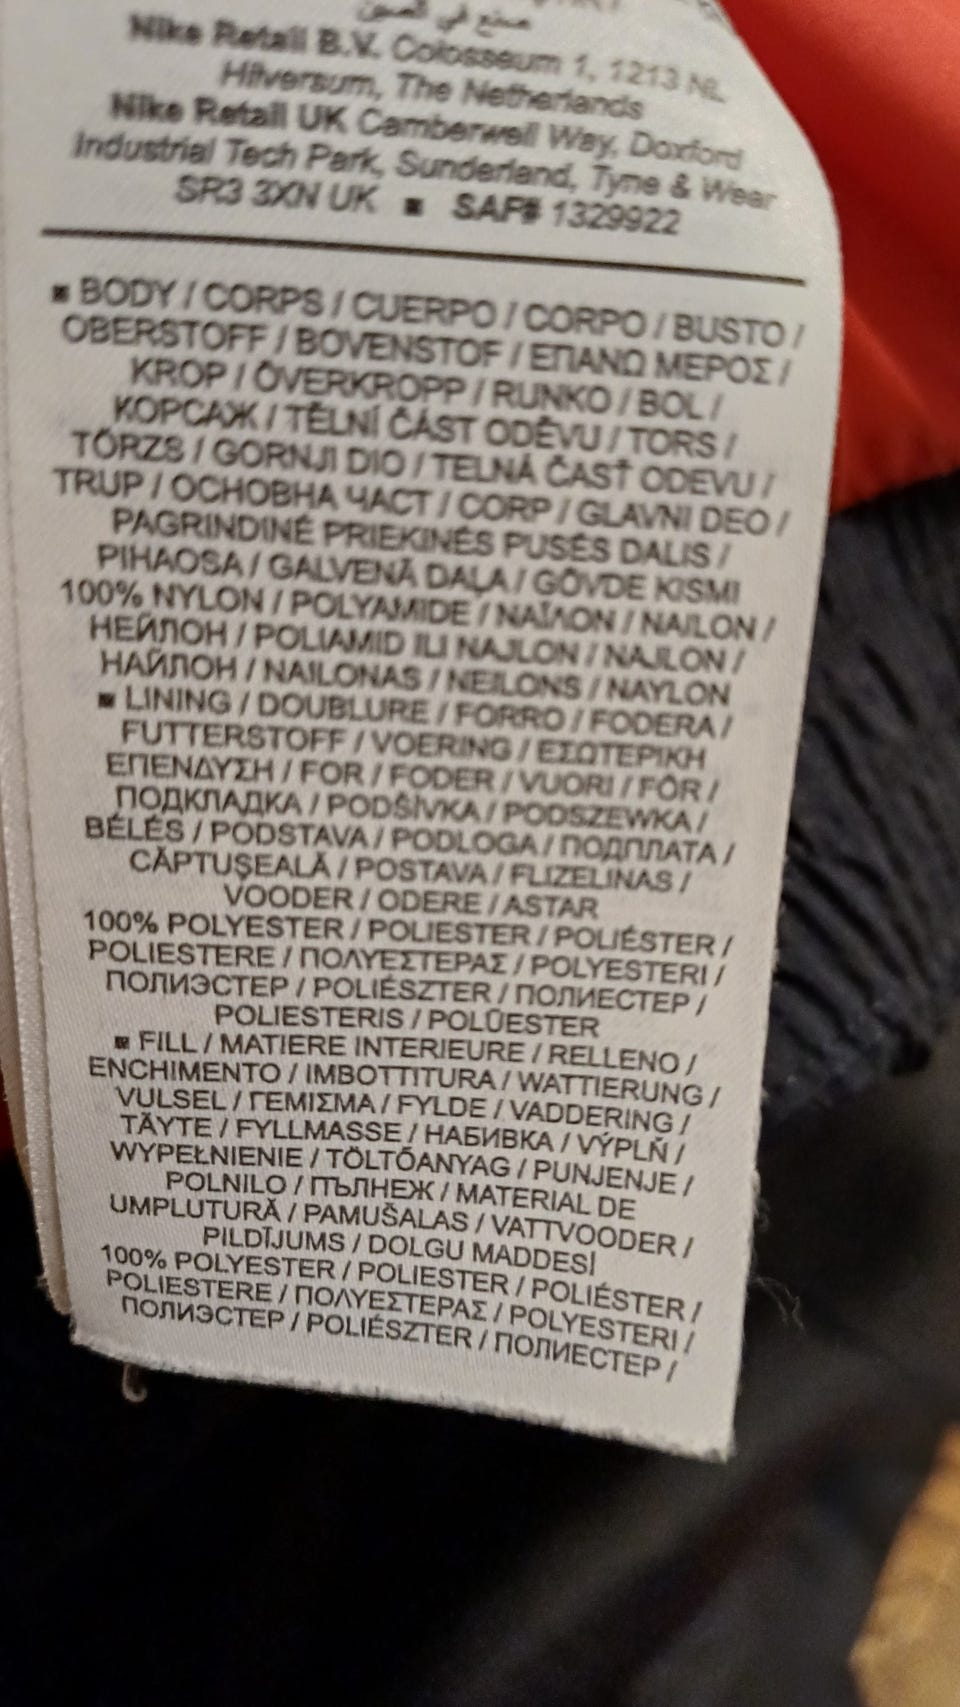 صنع في الصين
Nike Retail B.V. Colosseum 1, 1213 NL
Hilversum, The Netherlands
Nike Retail UK Camberwell Way, Doxford
Industrial Tech Park, Sunderland, Tyne & Wear
SR3 3XN UK ■ SAP# 1329922
■ BODY / CORPS / CUERPO / CORPO / BUSTO /
OBERSTOFF / BOVENSTOF / ΕΠΑΝΩ ΜΕΡΟΣ /
KROP / ÖVERKROPP / RUNKO / BOL /
КОРСАЖ / TĚLNÍ ČÁST ODĚVU / TORS /
TÖRZS / GORNJI DIO / TELNÁ ČASŤ ODEVU /
TRUP / ОСНОВНА ЧАСТ / CORP / GLAVNI DEO /
PAGRINDINĖ PRIEKINĖS PUSĖS DALIS /
PIHAOSA / GALVENĀ DAĻA / GÖVDE KISMI
100% NYLON / POLYAMIDE / ΝΑΪΛΟΝ / NAILON /
НЕЙЛОН / POLIAMID ILI NAJLON / NAJLON /
НАЙЛОН / NAILONAS / NEILONS / NAYLON
■ LINING / DOUBLURE / FORRO / FODERA /
FUTTERSTOFF / VOERING / ΕΣΩΤΕΡΙΚΗ
ΕΠΕΝΔΥΣΗ / FOR / FODER / VUORI / FÔR /
ПОДКЛАДКА / PODŠÍVKA / PODSZEWKA /
BÉLÉS / PODSTAVA / PODLOGA / ПОДПЛАТА /
CĂPTUȘEALĂ / POSTAVA / FLIZELINAS /
VOODER / ODERE / ASTAR
100% POLYESTER / POLIESTER / POLIÉSTER /
POLIESTERE / ΠΟΛΥΕΣΤΕΡΑΣ / POLYESTERI /
ПОЛИЭСТЕР / POLIÉSZTER / ПОЛИЕСТЕР /
POLIESTERIS / POLÜESTER
■ FILL / MATIERE INTERIEURE / RELLENO /
ENCHIMENTO / IMBOTTITURA / WATTIERUNG /
VULSEL / ΓΕΜΙΣΜΑ / FYLDE / VADDERING /
TÄYTE / FYLLMASSE / НАБИВКА / VÝPLŇ /
WYPEŁNIENIE / TÖLTŐANYAG / PUNJENJE /
POLNILO / ПЪЛНЕЖ / MATERIAL DE
UMPLUTURĂ / PAMUŠALAS / VATTVOODER /
PILDĪJUMS / DOLGU MADDESİ
100% POLYESTER / POLIESTER / POLIÉSTER /
POLIESTERE / ΠΟΛΥΕΣΤΕΡΑΣ / POLYESTERI /
ПОЛИЭСТЕР / POLIÉSZTER / ПОЛИЕСТЕР /